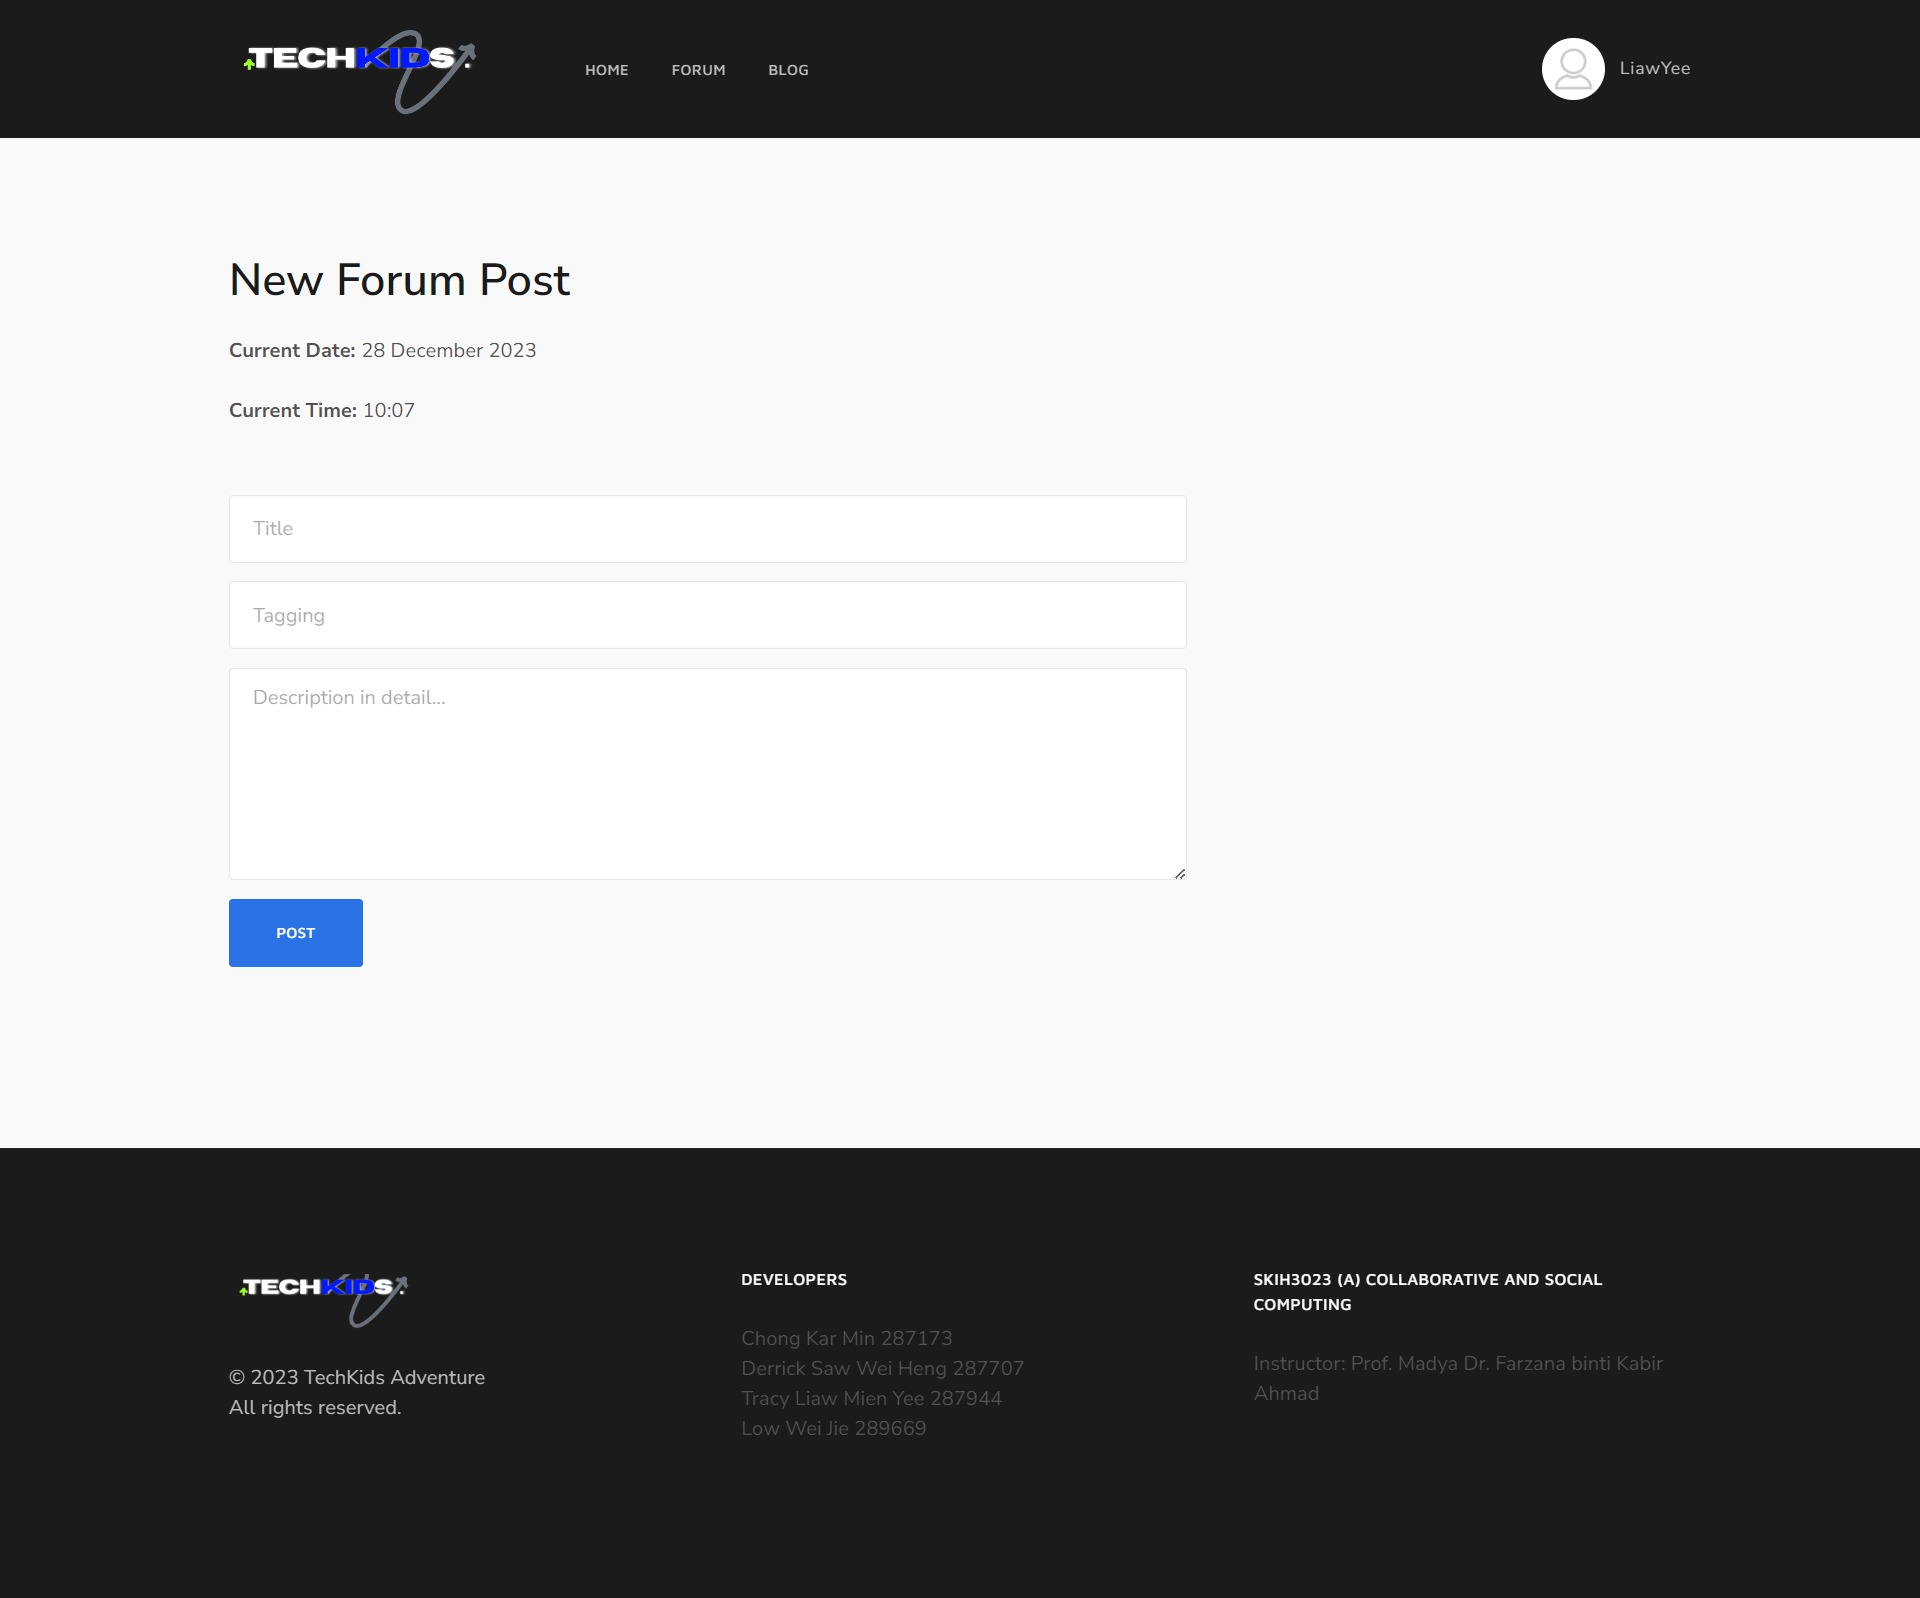 TECHKIDS.
HOME
FORUM
BLOG
LiawYee
New Forum Post
Current Date: 28 December 2023
Current Time: 10:07
Title
Tagging
Description in detail...
POST
TECHKIDS.
© 2023 TechKids Adventure
All rights reserved.
DEVELOPERS
Chong Kar Min 287173
Derrick Saw Wei Heng 287707
Tracy Liaw Mien Yee 287944
Low Wei Jie 289669
SKIH3023 (A) COLLABORATIVE AND SOCIAL
COMPUTING
Instructor: Prof. Madya Dr. Farzana binti Kabir
Ahmad